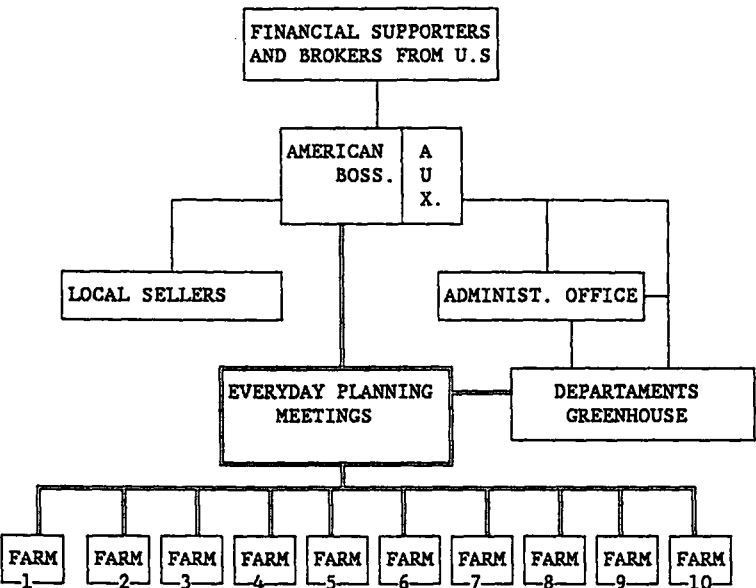 FINANCIAL SUPPORTERS
AND BROKERS FROM U.S
AMERICAN
BOSS.
A
U
X.
LOCAL SELLERS
ADMINIST. OFFICE
EVERYDAY PLANNING
MEETINGS
DEPARTAMENTS
GREENHOUSE
FARM
1
FARM
2
FARM
3
FARM
4
FARM
5
FARM
6
FARM
7
FARM
8
FARM
9
FARM
10